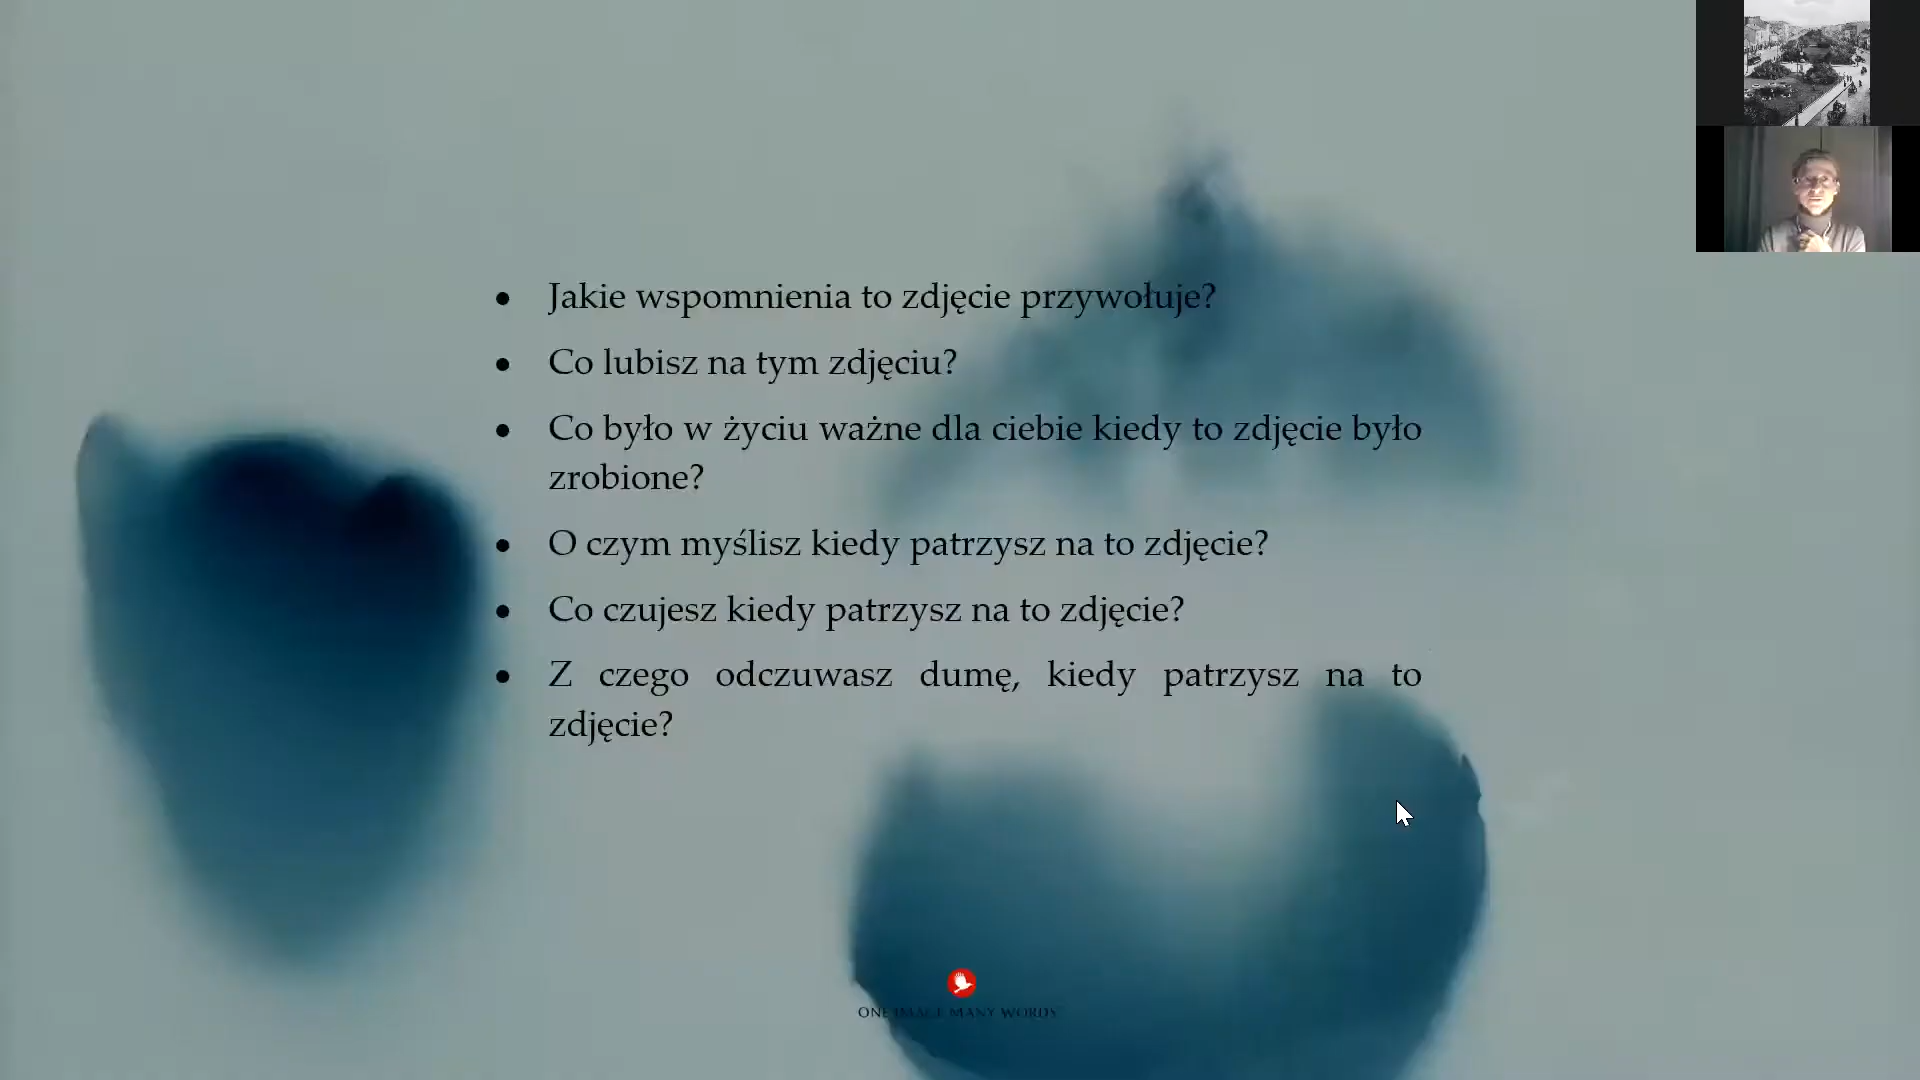 • Jakie wspomnienia to zdjęcie przywołuje?
• Co lubisz na tym zdjęciu?
• Co było w życiu ważne dla ciebie kiedy to zdjęcie było
zrobione?
• O czym myślisz kiedy patrzysz na to zdjęcie?
• Co czujesz kiedy patrzysz na to zdjęcie?
• Z czego odczuwasz dumę, kiedy patrzysz na to
zdjęcie?
ONE IMAGE MANY WORDS